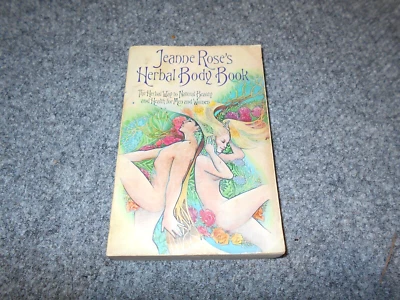 Jeanne Rose's
Herbal Body Book
The Herbal Way to Natural Beauty
and Health for Men and Women